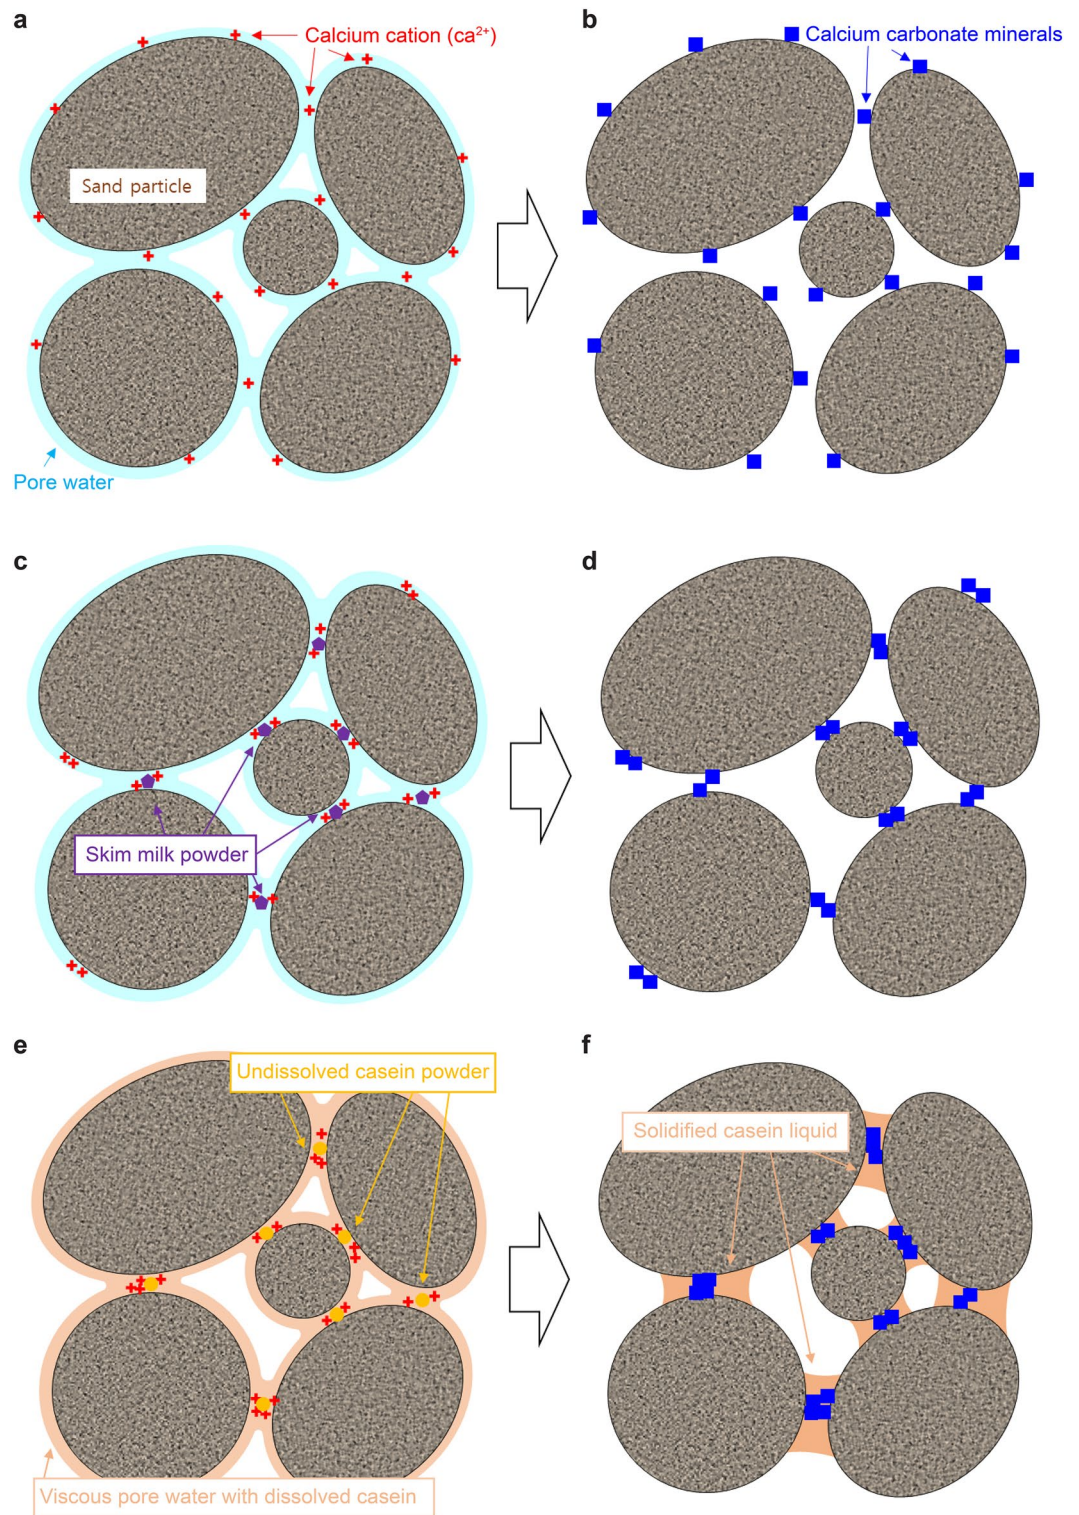 a
Calcium cation (ca²⁺)
Sand particle
Pore water
b
Calcium carbonate minerals
c
Skim milk powder
d
e
Undissolved casein powder
Viscous pore water with dissolved casein
f
Solidified casein liquid